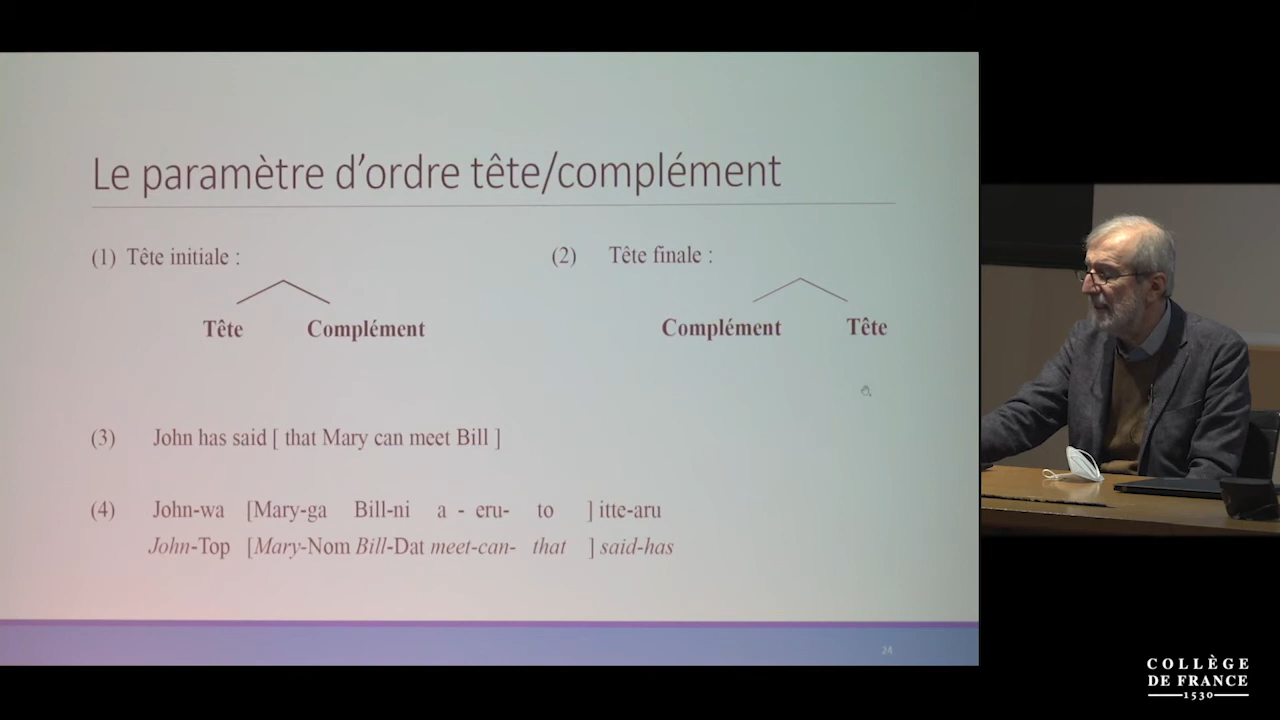 Le paramètre d'ordre tête/complément
(1) Tête initiale :
(2) Tête finale :
Tête Complément
Complément Tête
(3) John has said [ that Mary can meet Bill ]
(4) John-wa [Mary-ga Bill-ni a - eru- to ] itte-aru
John-Top [Mary-Nom Bill-Dat meet-can- that ] said-has
24
COLLÈGE
DE FRANCE
1530